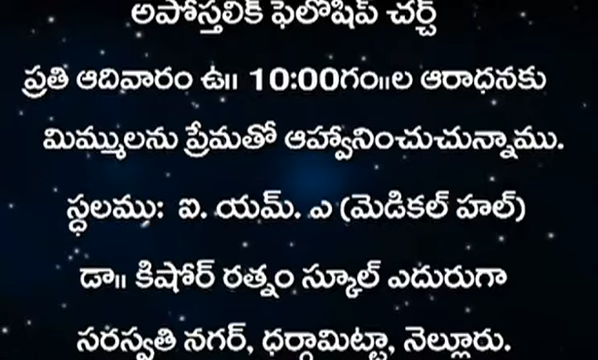 అపోస్తలిక్ ఫెలోషిప్ చర్చ్
ప్రతి ఆదివారం ఉ॥ 10:00గం॥ల ఆరాధనకు
మిమ్ములను ప్రేమతో ఆహ్వానించుచున్నాము.
స్థలము: ఐ. యమ్. ఎ (మెడికల్ హల్)
డా॥ కిషోర్ రత్నం స్కూల్ ఎదురుగా
సరస్వతి నగర్, ధర్గామిట్టా, నెల్లూరు.